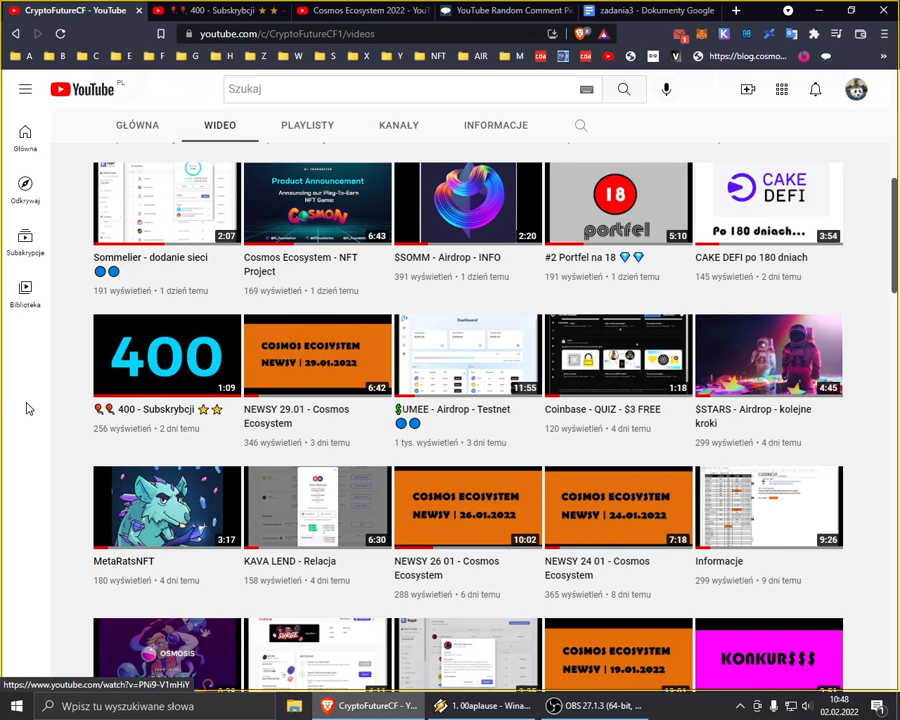 CryptoFutureCF - YouTube
400 - Subskrybcji
Cosmos Ecosystem 2022 - YouT
YouTube Random Comment Pic
zadania3 - Dokumenty Google
youtube.com/c/CryptoFutureCF1/videos
A
B
C
E
F
G
H
Z
W
S
X
Y
NFT
AIR
M
https://blog.cosmo...
YouTube PL
Szukaj
GŁÓWNA
WIDEO
PLAYLISTY
KANAŁY
INFORMACJE
Główna
Odkrywaj
Subskrypcje
Biblioteka
2:07
Product Announcement
Announcing our Play-To-Earn
NFT Game:
COSMON
6:43
2:20
18
portfel
5:10
CAKE
DEFI
Po 180 dniach...
3:54
Sommelier - dodanie sieci
191 wyświetleń • 1 dzień temu
Cosmos Ecosystem - NFT
Project
169 wyświetleń • 1 dzień temu
$SOMM - Airdrop - INFO
391 wyświetleń • 1 dzień temu
#2 Portfel na 18
191 wyświetleń • 1 dzień temu
CAKE DEFI po 180 dniach
145 wyświetleń • 2 dni temu
400
1:09
COSMOS ECOSYSTEM
NEWSY | 29.01.2022
6:42
Dashboard
11:55
1:18
4:45
400 - Subskrybcji
256 wyświetleń • 2 dni temu
NEWSY 29.01 - Cosmos
Ecosystem
346 wyświetleń • 3 dni temu
$UMEE - Airdrop - Testnet
1 tys. wyświetleń • 3 dni temu
Coinbase - QUIZ - $3 FREE
120 wyświetleń • 4 dni temu
$STARS - Airdrop - kolejne
kroki
299 wyświetleń • 4 dni temu
3:17
6:30
COSMOS ECOSYSTEM
NEWSY | 26.01.2022
10:02
COSMOS ECOSYSTEM
NEWSY | 24.01.2022
7:18
9:26
MetaRatsNFT
180 wyświetleń • 4 dni temu
KAVA LEND - Relacja
158 wyświetleń • 4 dni temu
NEWSY 26 01 - Cosmos
Ecosystem
288 wyświetleń • 6 dni temu
NEWSY 24 01 - Cosmos
Ecosystem
365 wyświetleń • 8 dni temu
Informacje
299 wyświetleń • 9 dni temu
OSMOSIS
COSMOS ECOSYSTEM
NEWSY | 19.01.2022
KONKUR$$$
https://www.youtube.com/watch?v=PNi9-V1mHiY
Wpisz tu wyszukiwane słowa
CryptoFutureCF - Y...
1. 00aplause - Wina...
OBS 27.1.3 (64-bit, ...
10:48
02.02.2022